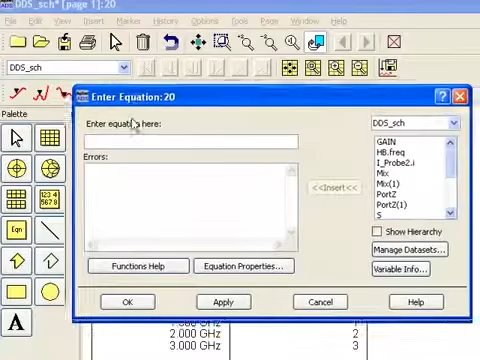 DDS_sch* [page 1]:20
File Edit View Insert Marker History Options Tools Page Window Help
DDS_sch
Palette
Eqn
A
Enter Equation:20
Enter equation here:
Errors:
Functions Help
Equation Properties...
>>Insert<<
DDS_sch
GAIN
HB.freq
I_Probe2.i
Mix
Mix(1)
PortZ
PortZ(1)
S
Show Hierarchy
Manage Datasets...
Variable Info...
OK
Apply
Cancel
Help
2.000 GHz 2
3.000 GHz 3